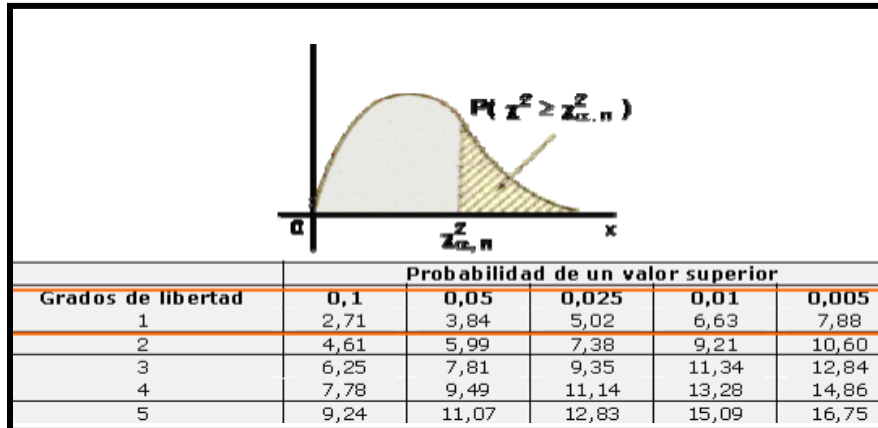 P( χ² ≥ χ²α, n )
0
χ²α, n
x
Probabilidad de un valor superior
Grados de libertad 0,1 0,05 0,025 0,01 0,005
1 2,71 3,84 5,02 6,63 7,88
2 4,61 5,99 7,38 9,21 10,60
3 6,25 7,81 9,35 11,34 12,84
4 7,78 9,49 11,14 13,28 14,86
5 9,24 11,07 12,83 15,09 16,75